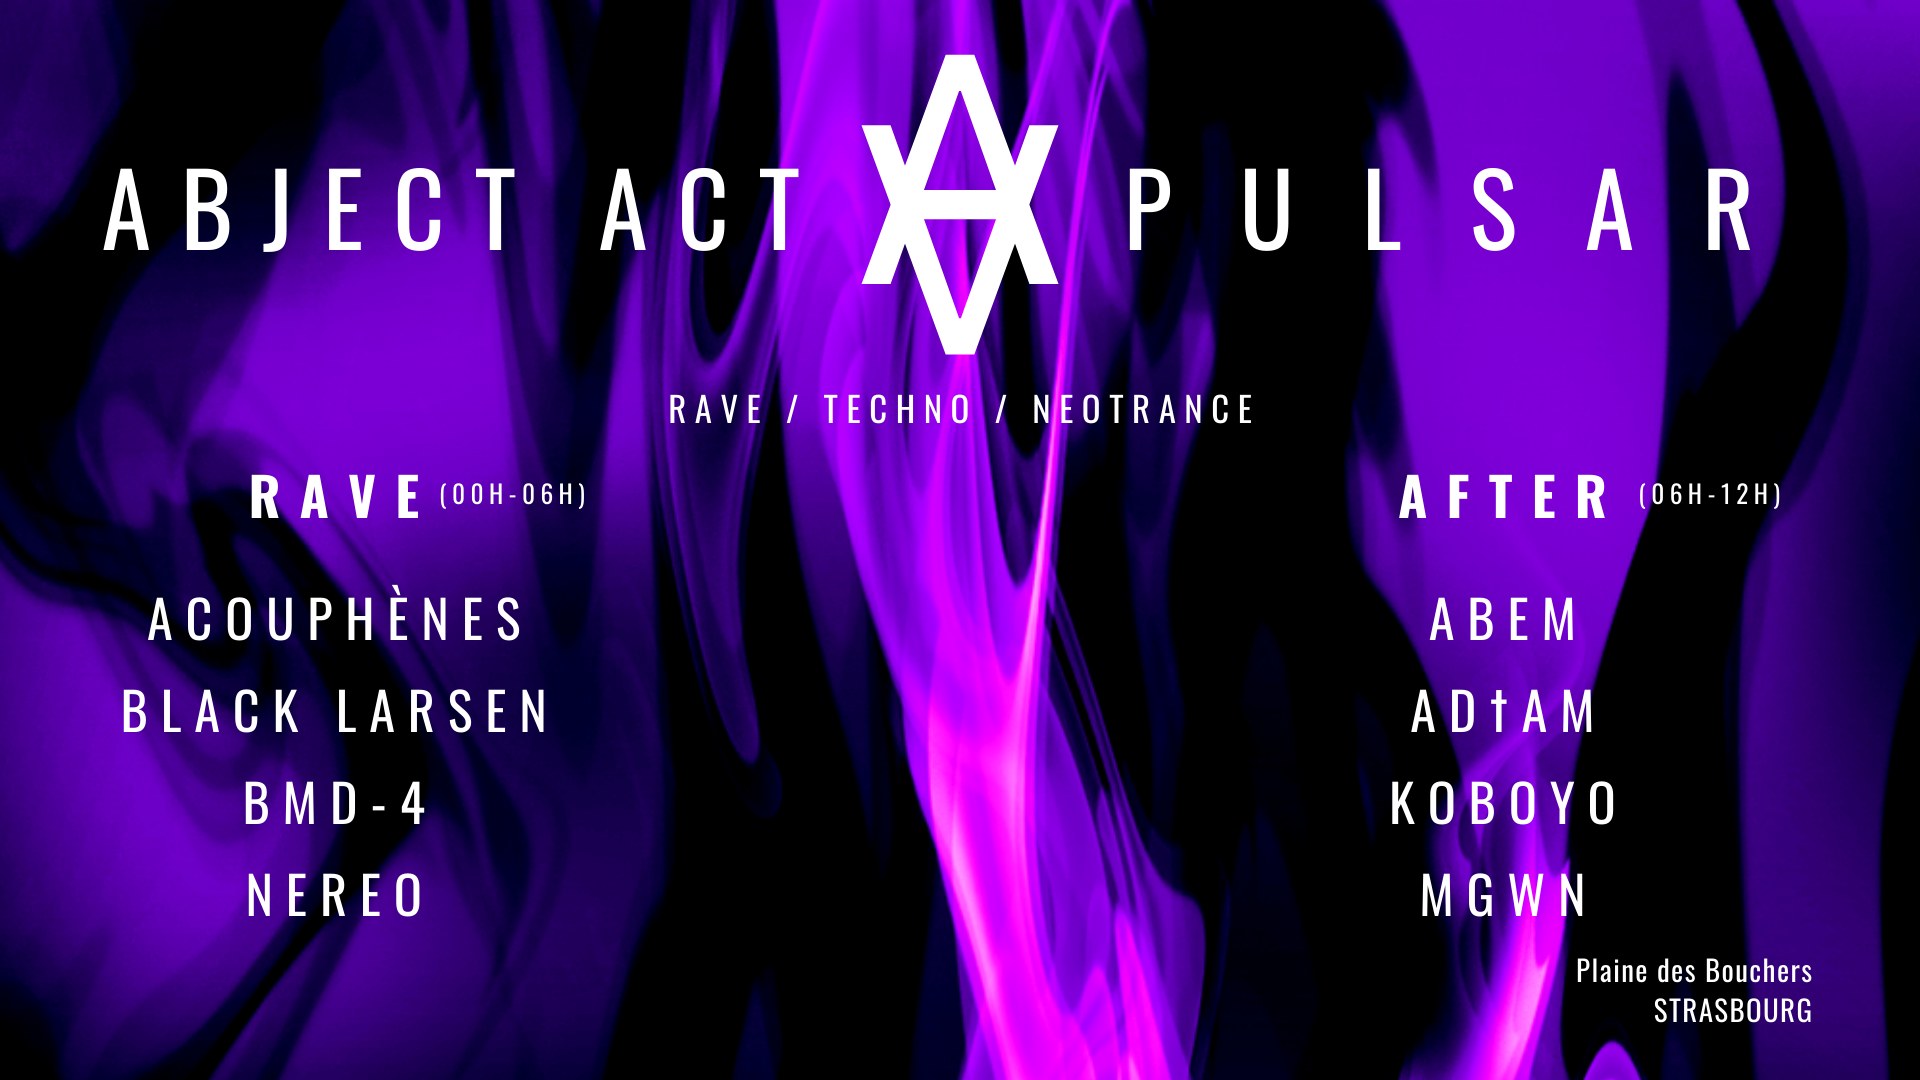 ABJECT ACT PULSAR
RAVE / TECHNO / NEOTRANCE
RAVE (00H-06H)
ACOUPHÈNES
BLACK LARSEN
BMD-4
NEREO
AFTER (06H-12H)
ABEM
AD†AM
KOBOYO
MGWN
Plaine des Bouchers
STRASBOURG